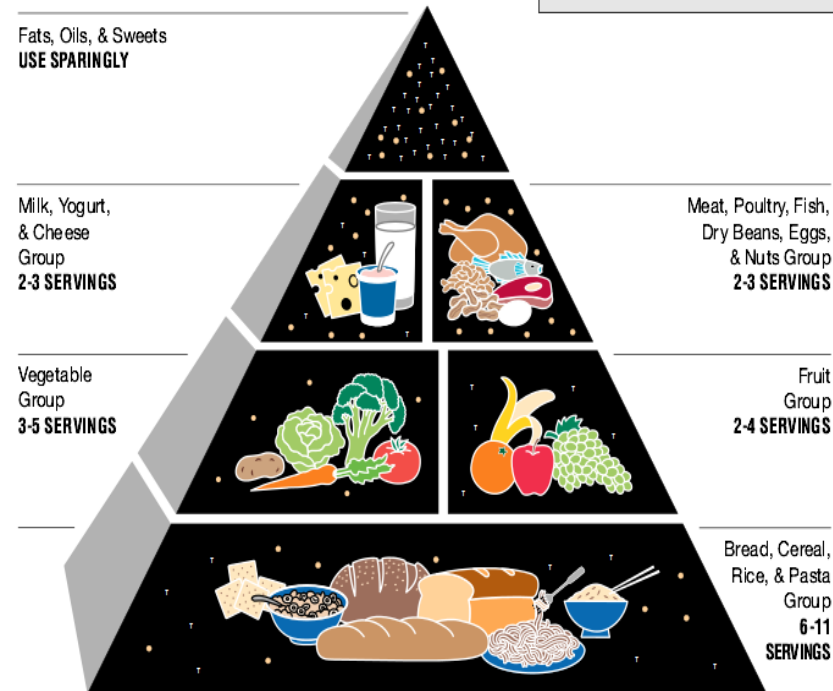 Fats, Oils, & Sweets
USE SPARINGLY
Milk, Yogurt,
& Cheese
Group
2-3 SERVINGS
Meat, Poultry, Fish,
Dry Beans, Eggs,
& Nuts Group
2-3 SERVINGS
Vegetable
Group
3-5 SERVINGS
Fruit
Group
2-4 SERVINGS
Bread, Cereal,
Rice, & Pasta
Group
6-11
SERVINGS